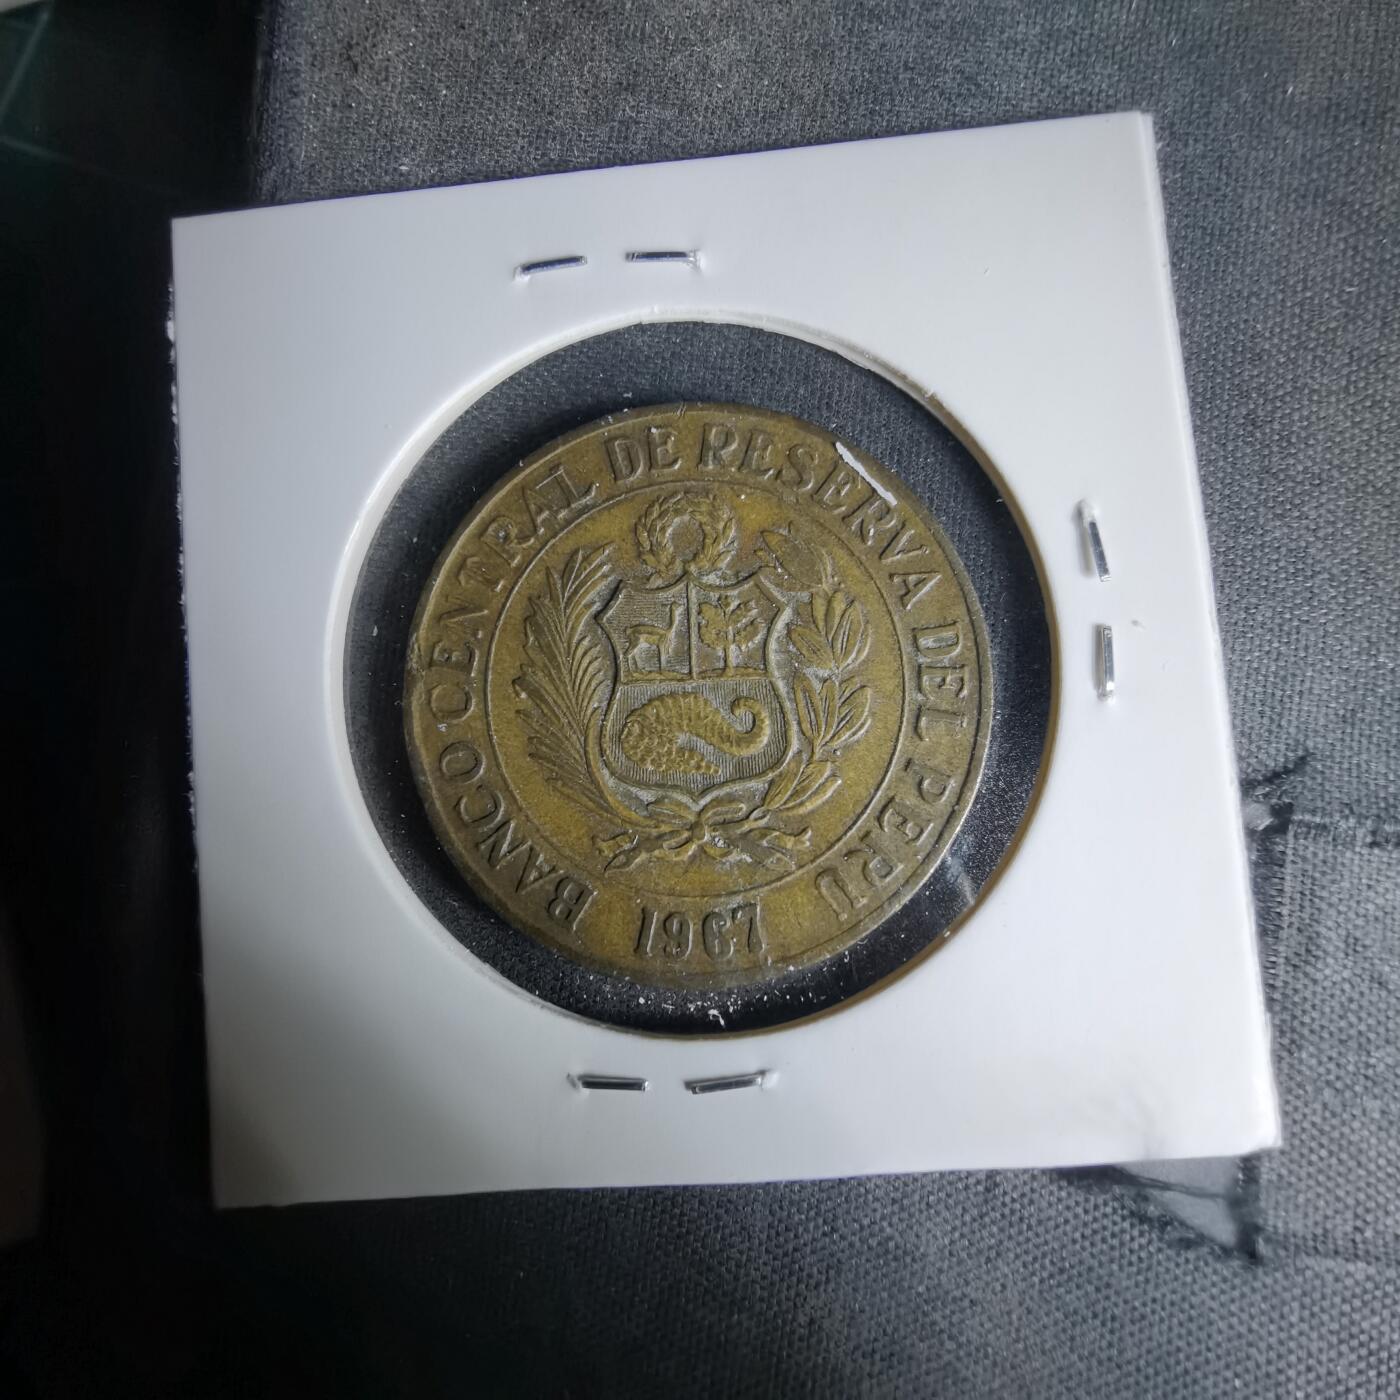 BANCO CENTRAL DE RESERVA DEL PERU
1967